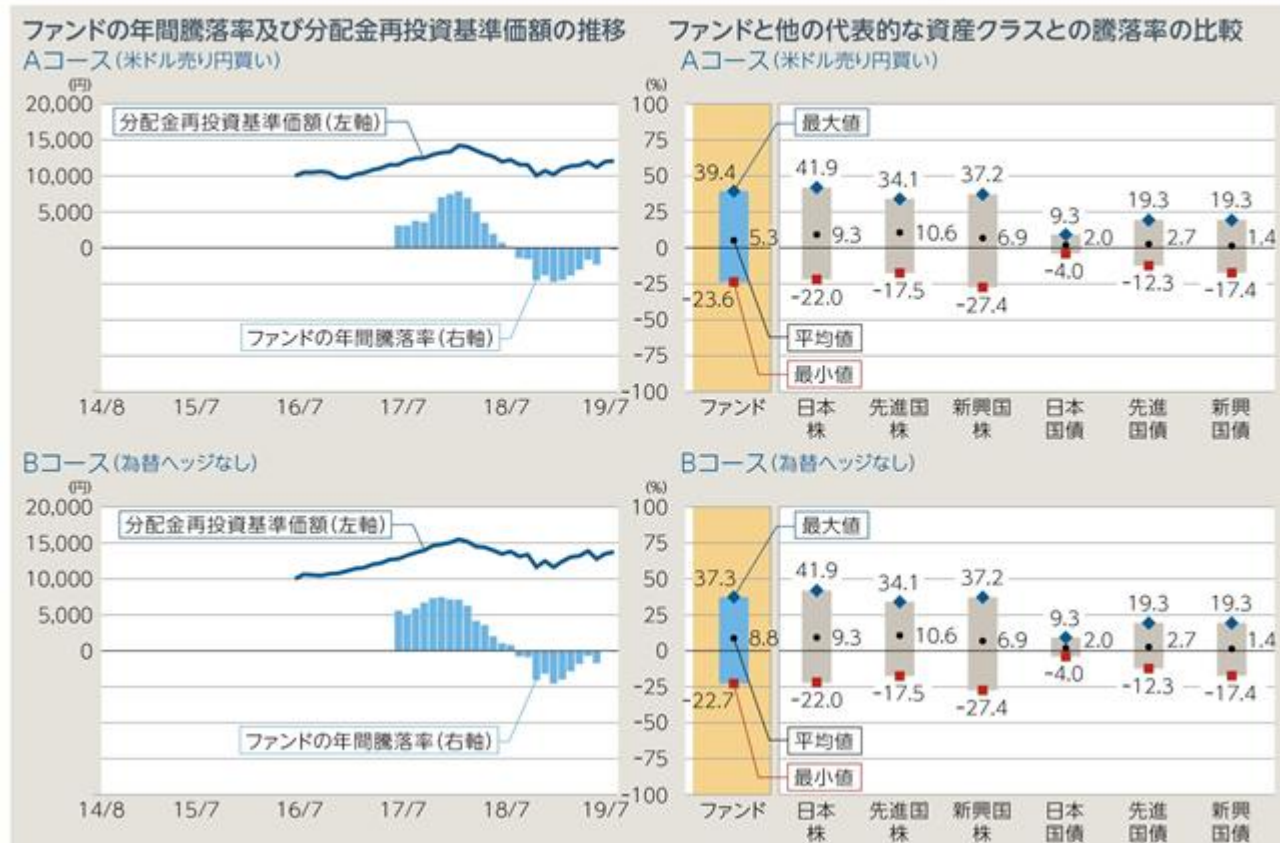 ファンドの年間騰落率及び分配金再投資基準価額の推移
Aコース(米ドル売り円買い)
(円)
20,000
15,000
10,000
5,000
0
分配金再投資基準価額(左軸)
ファンドの年間騰落率(右軸)
14/8 15/7 16/7 17/7 18/7 19/7
ファンドと他の代表的な資産クラスとの騰落率の比較
Aコース(米ドル売り円買い)
(%)
100
75
50
25
0
-25
-50
-75
-100
最大値
39.4 41.9 34.1 37.2 9.3 19.3 19.3
5.3 9.3 10.6 6.9 2.0 2.7 1.4
-23.6 -22.0 -17.5 -27.4 -4.0 -12.3 -17.4
平均値
最小値
ファンド 日本 先進国 新興国 日本 先進 新興
株 株 株 国債 国債 国債
Bコース(為替ヘッジなし)
(円)
20,000
15,000
10,000
5,000
0
分配金再投資基準価額(左軸)
ファンドの年間騰落率(右軸)
14/8 15/7 16/7 17/7 18/7 19/7
Bコース(為替ヘッジなし)
(%)
100
75
50
25
0
-25
-50
-75
-100
最大値
37.3 41.9 34.1 37.2 9.3 19.3 19.3
8.8 9.3 10.6 6.9 2.0 2.7 1.4
-22.7 -22.0 -17.5 -27.4 -4.0 -12.3 -17.4
平均値
最小値
ファンド 日本 先進国 新興国 日本 先進 新興
株 株 株 国債 国債 国債